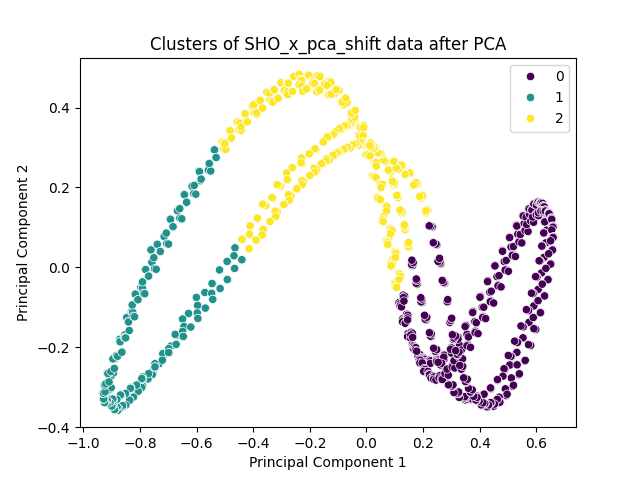 Clusters of SHO_x_pca_shift data after PCA
0
1
2
Principal Component 2
0.4
0.2
0.0
−0.2
−0.4
−1.0 −0.8 −0.6 −0.4 −0.2 0.0 0.2 0.4 0.6
Principal Component 1